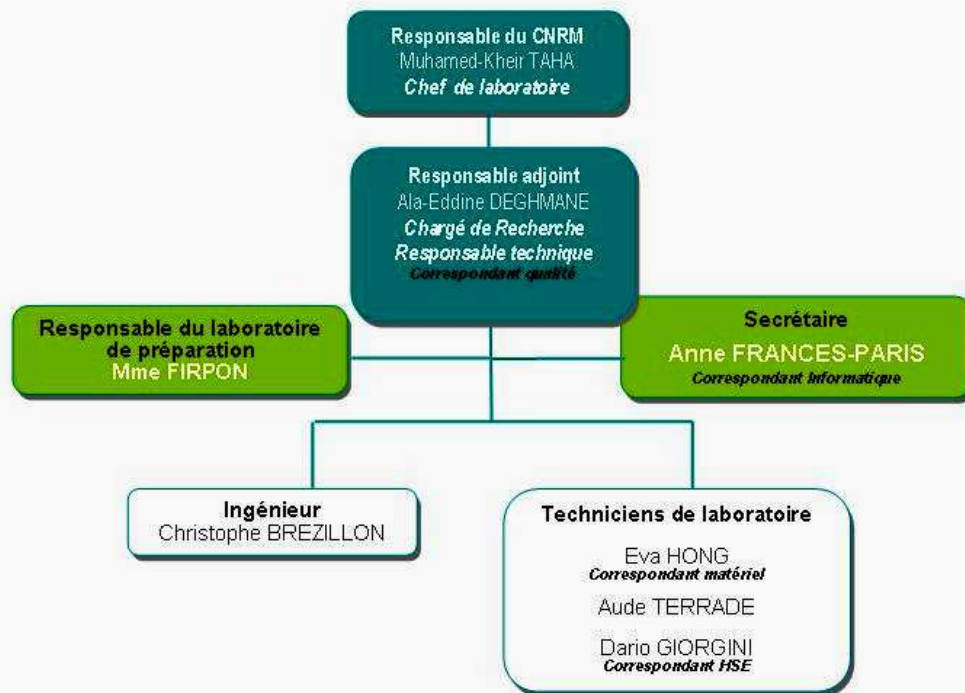 Responsable du CNRM
Muhamed-Kheir TAHA
Chef de laboratoire
Responsable adjoint
Ala-Eddine DEGHMANE
Chargé de Recherche
Responsable technique
Correspondant qualité
Responsable du laboratoire
de préparation
Mme FIRPON
Secrétaire
Anne FRANCES-PARIS
Correspondant Informatique
Ingénieur
Christophe BREZILLON
Techniciens de laboratoire
Eva HONG
Correspondant matériel
Aude TERRADE
Dario GIORGINI
Correspondant HSE